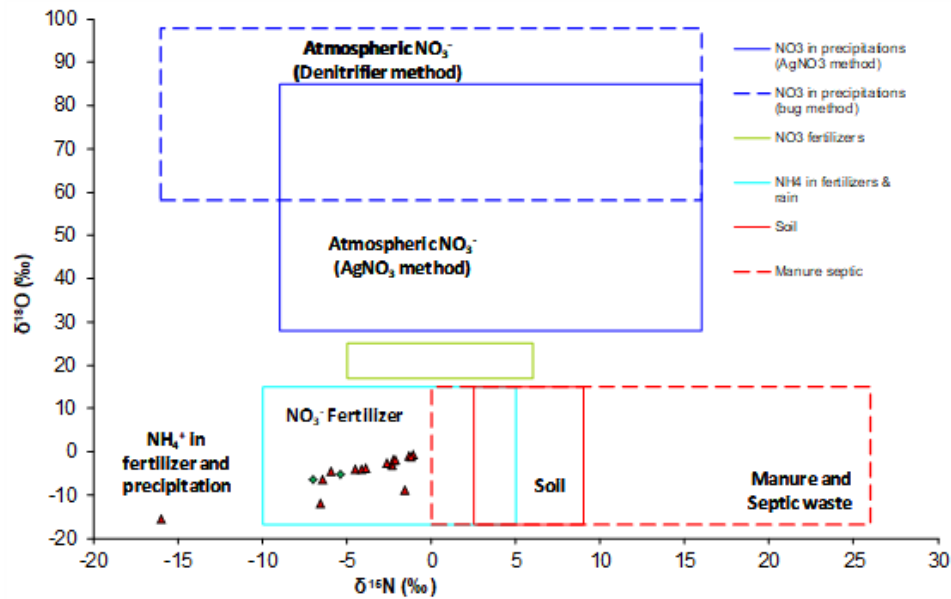 100
90
80
70
60
50
40
30
20
10
0
-10
-20
δ¹⁸O (‰)
-20
-15
-10
-5
0
5
10
15
20
25
30
δ¹⁵N (‰)
Atmospheric NO₃⁻
(Denitrifier method)
Atmospheric NO₃⁻
(AgNO₃ method)
NO₃⁻ Fertilizer
NH₄⁺ in
fertilizer and
precipitation
Soil
Manure and
Septic waste
NO3 in precipitations
(AgNO3 method)
NO3 in precipitations
(bug method)
NO3 fertilizers
NH4 in fertilizers &
rain
Soil
Manure septic